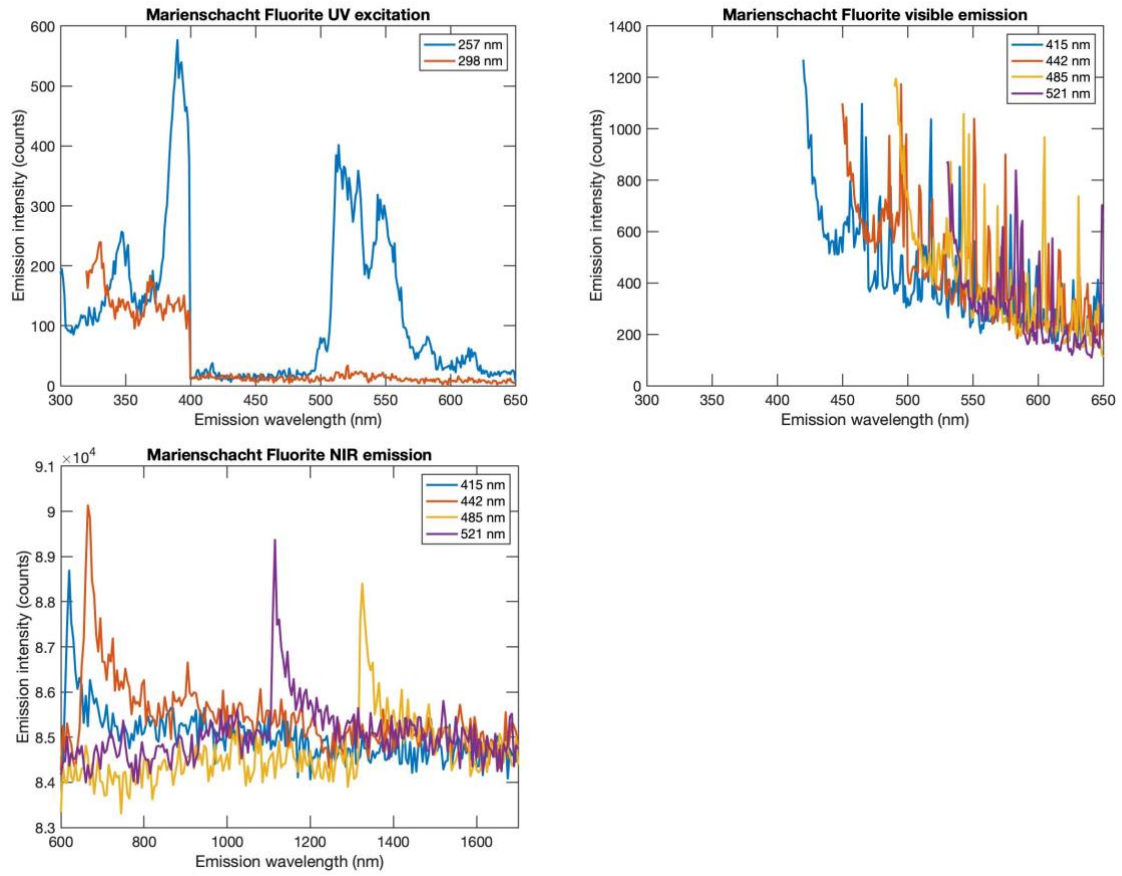 Marienschacht Fluorite UV excitation
600
500
400
300
200
100
0
Emission intensity (counts)
257 nm
298 nm
300 350 400 450 500 550 600 650
Emission wavelength (nm)
Marienschacht Fluorite visible emission
1400
1200
1000
800
600
400
200
0
Emission intensity (counts)
415 nm
442 nm
485 nm
521 nm
300 350 400 450 500 550 600 650
Emission wavelength (nm)
Marienschacht Fluorite NIR emission
×10⁴
9.1
9
8.9
8.8
8.7
8.6
8.5
8.4
8.3
Emission intensity (counts)
415 nm
442 nm
485 nm
521 nm
600 800 1000 1200 1400 1600
Emission wavelength (nm)